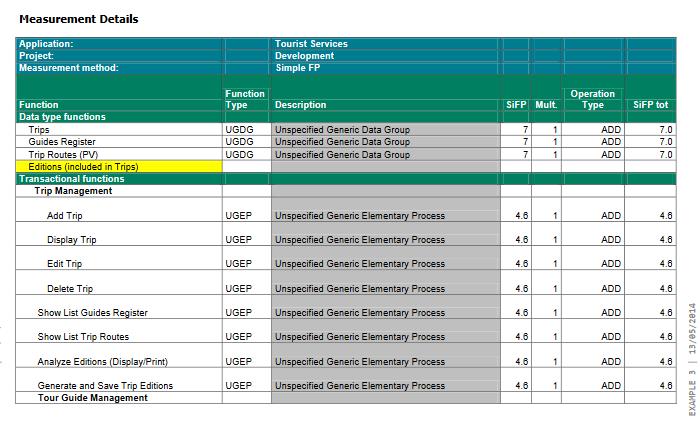 Measurement Details
Application: Tourist Services
Project: Development
Measurement method: Simple FP
Function Function Type Description SiFP Mult. Operation Type SiFP tot
Data type functions
Trips UGDG Unspecified Generic Data Group 7 1 ADD 7.0
Guides Register UGDG Unspecified Generic Data Group 7 1 ADD 7.0
Trip Routes (PV) UGDG Unspecified Generic Data Group 7 1 ADD 7.0
Editions (included in Trips)
Transactional functions
Trip Management
Add Trip UGEP Unspecified Generic Elementary Process 4.6 1 ADD 4.6
Display Trip UGEP Unspecified Generic Elementary Process 4.6 1 ADD 4.6
Edit Trip UGEP Unspecified Generic Elementary Process 4.6 1 ADD 4.6
Delete Trip UGEP Unspecified Generic Elementary Process 4.6 1 ADD 4.6
Show List Guides Register UGEP Unspecified Generic Elementary Process 4.6 1 ADD 4.6
Show List Trip Routes UGEP Unspecified Generic Elementary Process 4.6 1 ADD 4.6
Analyze Editions (Display/Print) UGEP Unspecified Generic Elementary Process 4.6 1 ADD 4.6
Generate and Save Trip Editions UGEP Unspecified Generic Elementary Process 4.6 1 ADD 4.6
Tour Guide Management
EXAMPLE 3 | 13/05/2014